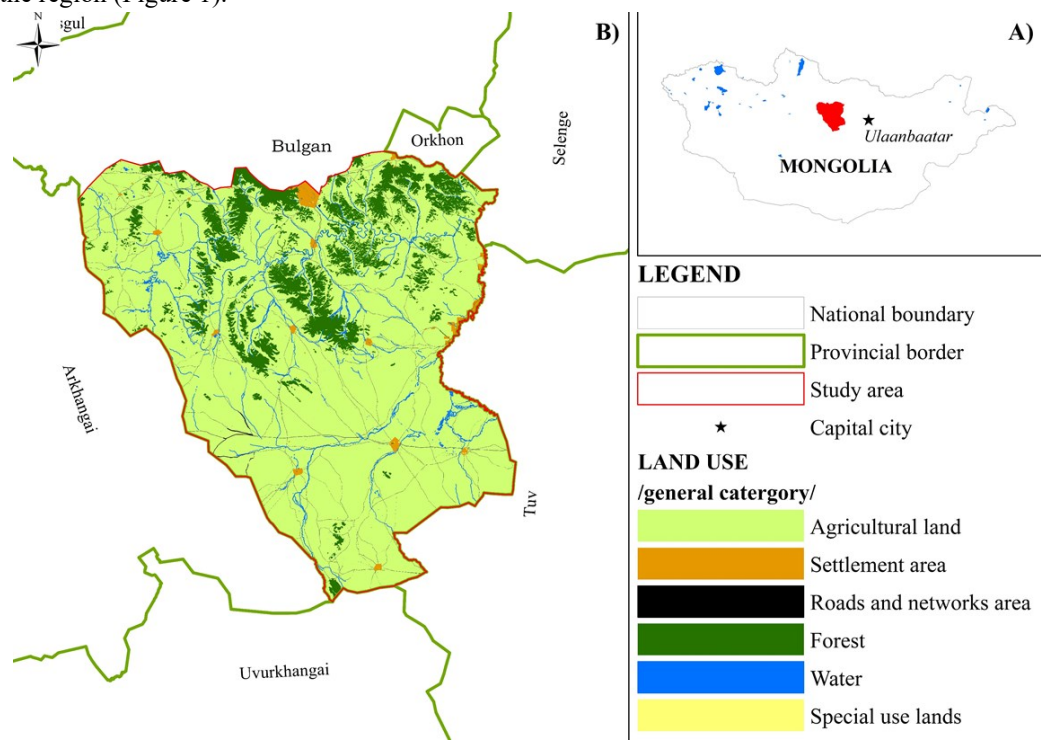 the region (Figure 1).
N
sgul
B)
Orkhon
Bulgan
Selenge
Arkhangai
Tuv
Uvurkhangai
A)
Ulaanbaatar
MONGOLIA
LEGEND
National boundary
Provincial border
Study area
Capital city
LAND USE
/general catergory/
Agricultural land
Settlement area
Roads and networks area
Forest
Water
Special use lands